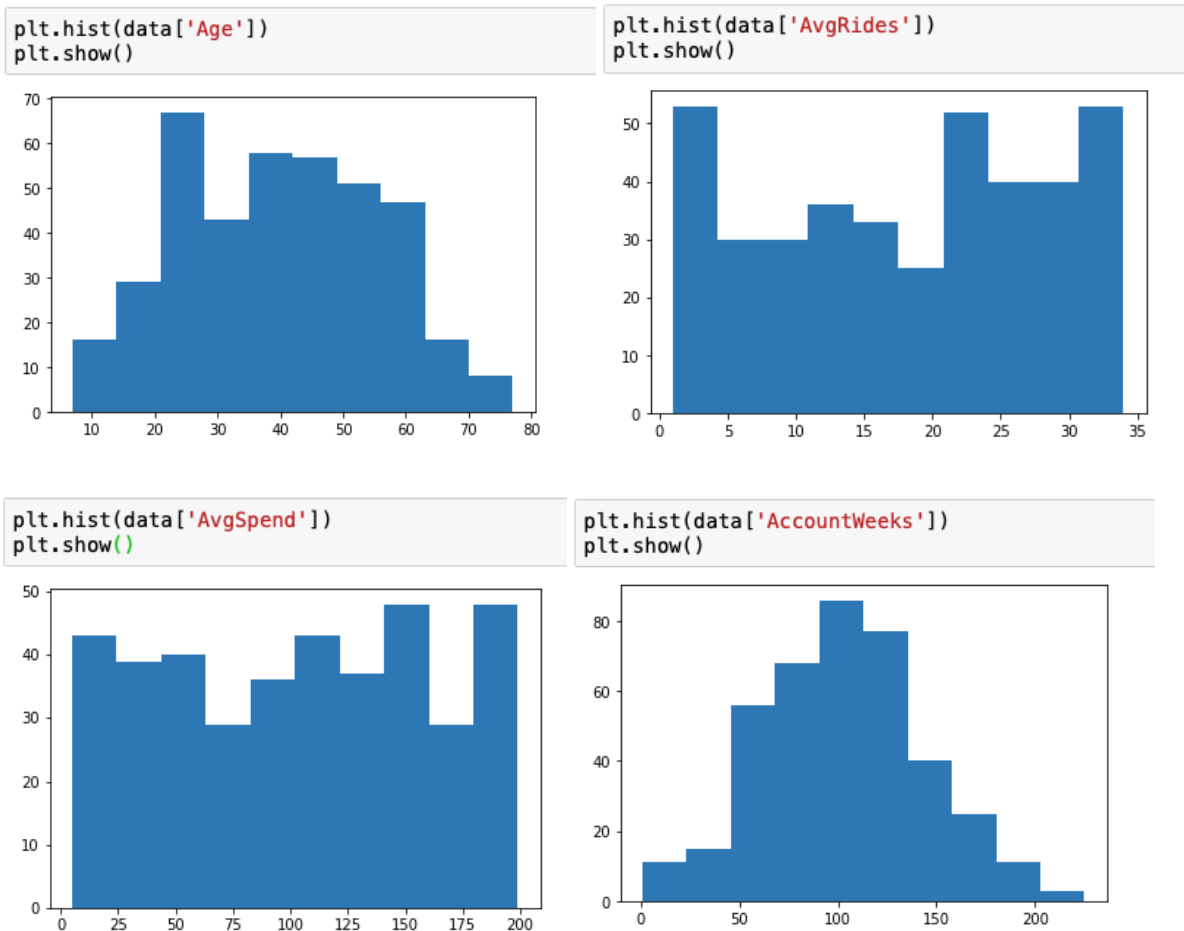 plt.hist(data['Age'])
plt.show()
70
60
50
40
30
20
10
0
10 20 30 40 50 60 70 80
plt.hist(data['AvgRides'])
plt.show()
50
40
30
20
10
0
0 5 10 15 20 25 30 35
plt.hist(data['AvgSpend'])
plt.show()
50
40
30
20
10
0
0 25 50 75 100 125 150 175 200
plt.hist(data['AccountWeeks'])
plt.show()
80
60
40
20
0
0 50 100 150 200